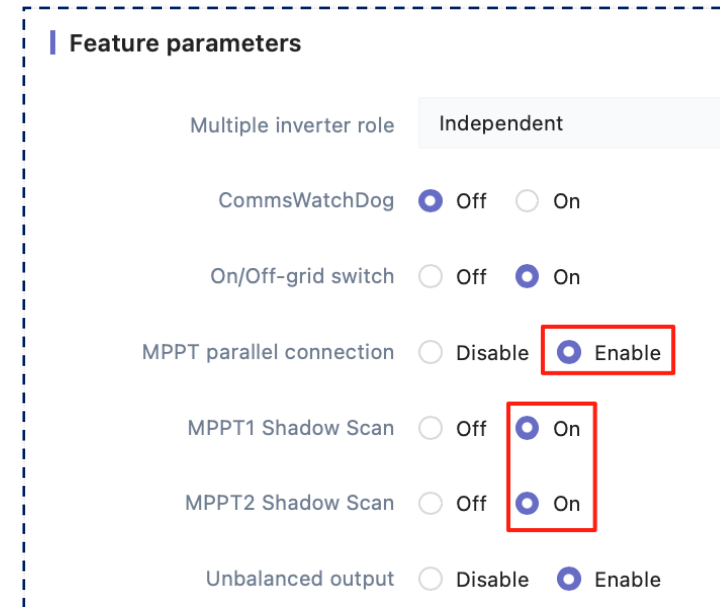 Feature parameters
Multiple inverter role Independent
CommsWatchDog Off On
On/Off-grid switch Off On
MPPT parallel connection Disable Enable
MPPT1 Shadow Scan Off On
MPPT2 Shadow Scan Off On
Unbalanced output Disable Enable